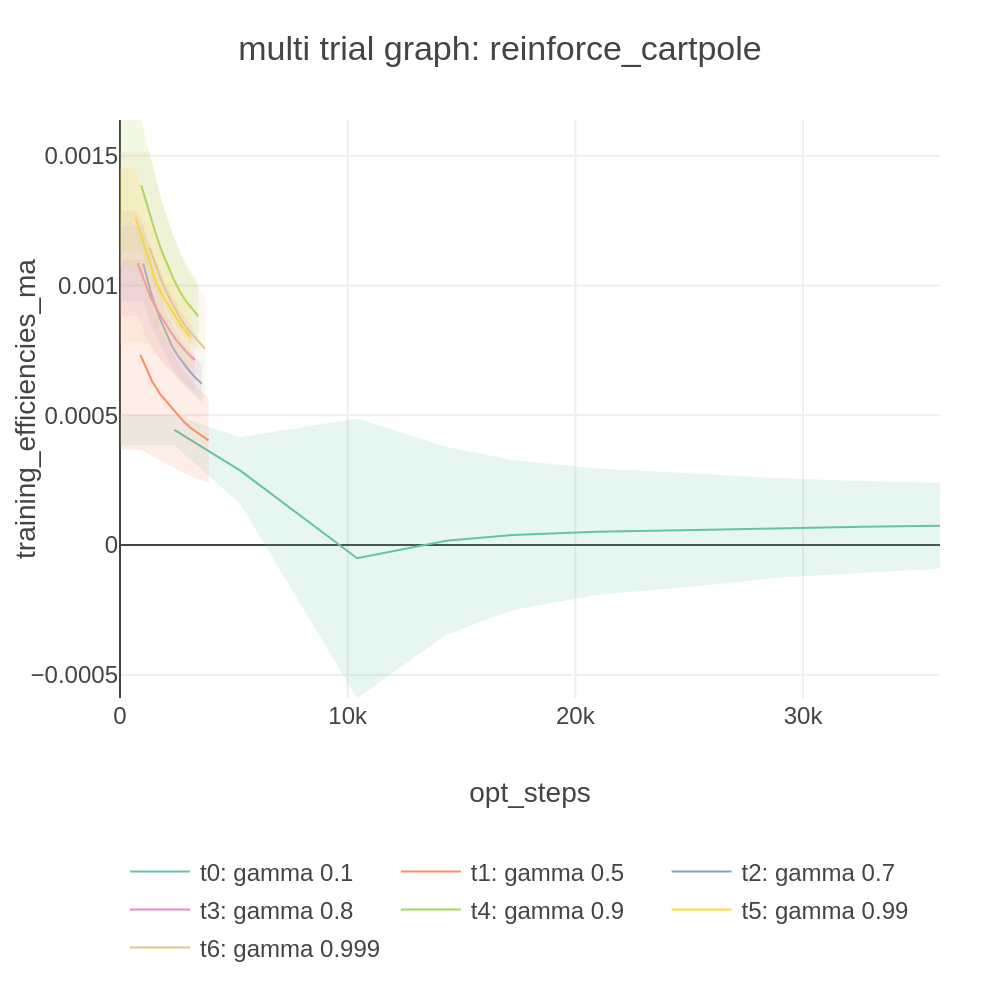 multi trial graph: reinforce_cartpole
training_efficiencies_ma
0.0015
0.001
0.0005
0
−0.0005
0
10k
20k
30k
opt_steps
t0: gamma 0.1
t1: gamma 0.5
t2: gamma 0.7
t3: gamma 0.8
t4: gamma 0.9
t5: gamma 0.99
t6: gamma 0.999